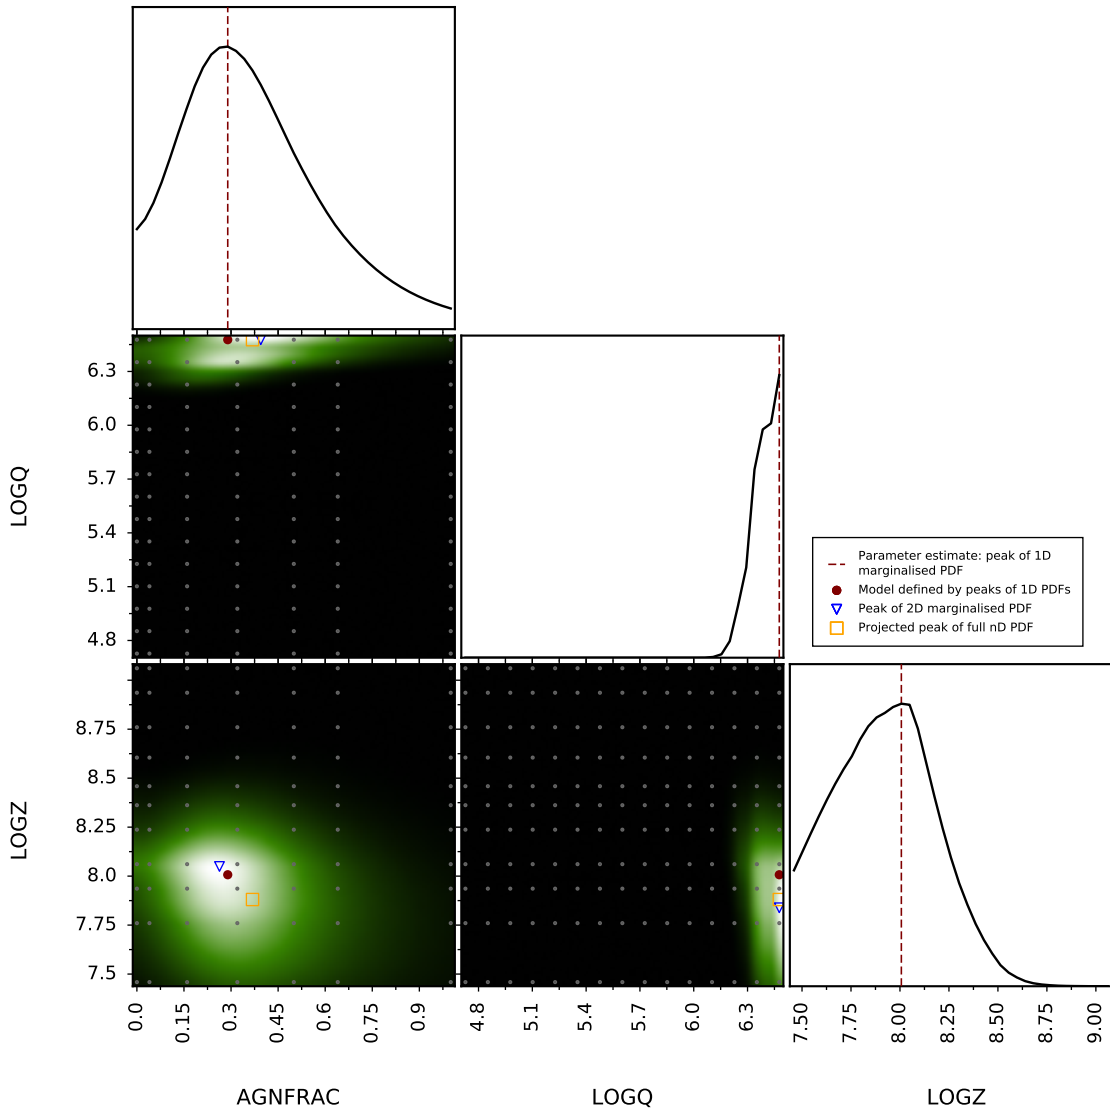 LOGQ
6.3
6.0
5.7
5.4
5.1
4.8
Parameter estimate: peak of 1D
marginalised PDF
Model defined by peaks of 1D PDFs
Peak of 2D marginalised PDF
Projected peak of full nD PDF
LOGZ
8.75
8.5
8.25
8.0
7.75
7.5
0.0 0.15 0.3 0.45 0.6 0.75 0.9
4.8 5.1 5.4 5.7 6.0 6.3
7.50 7.75 8.00 8.25 8.50 8.75 9.00
AGNFRAC
LOGQ
LOGZ